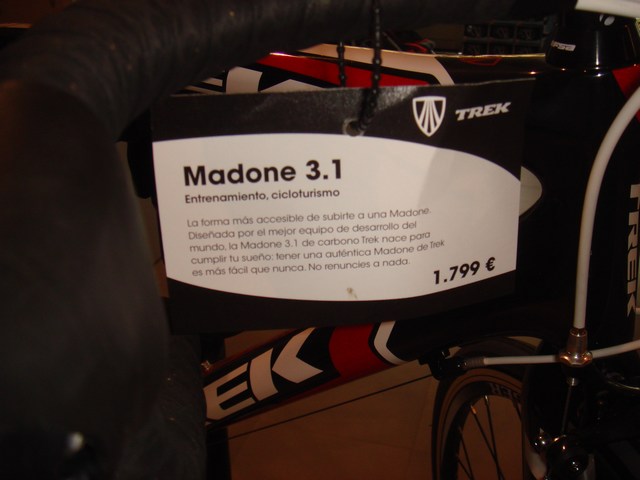 TREK
Madone 3.1
Entrenamiento, cicloturismo
La forma más accesible de subirte a una Madone.
Diseñada por el mejor equipo de desarrollo del
mundo, la Madone 3.1 de carbono Trek nace para
cumplir tu sueño: tener una auténtica Madone de Trek
es más fácil que nunca. No renuncies a nada.
1.799 €
EK
TREK